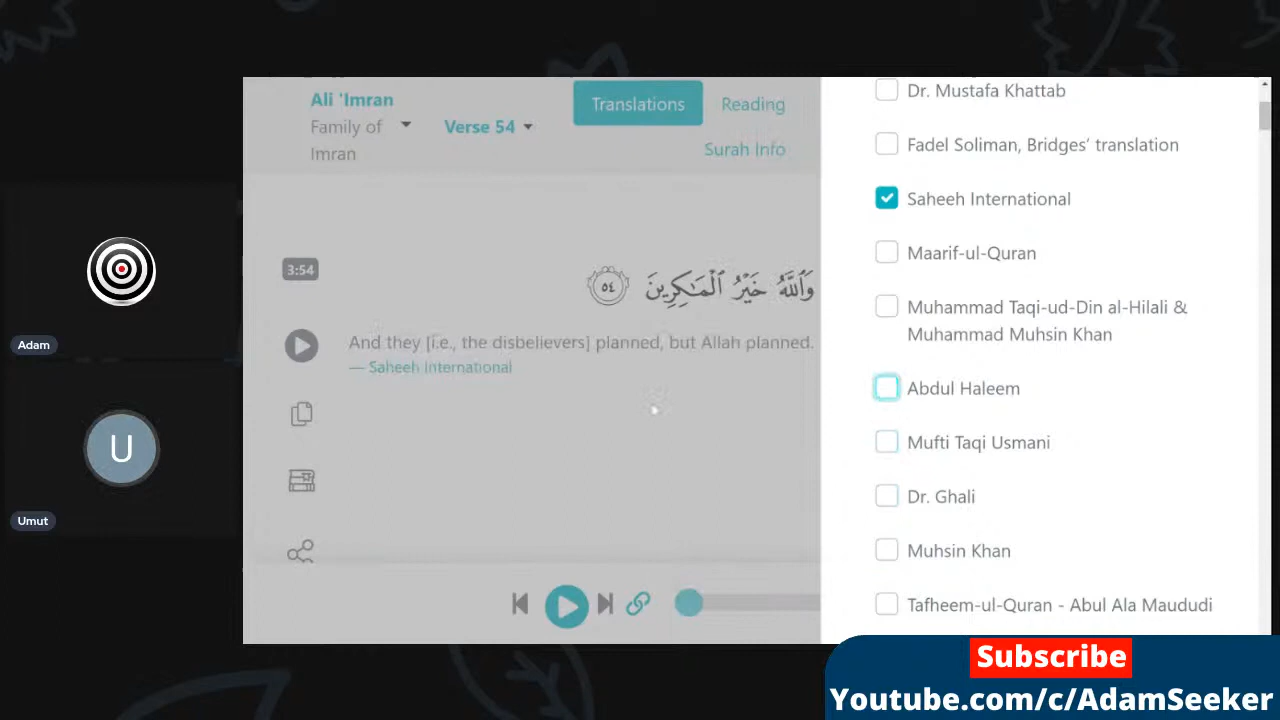 Ali 'Imran
Family of
Imran
Verse 54
Translations
Reading
Surah Info
3:54
وَٱللَّهُ خَيْرُ ٱلْمَـٰكِرِينَ ٥٤
And they [i.e., the disbelievers] planned, but Allah planned.
— Saheeh International
Dr. Mustafa Khattab
Fadel Soliman, Bridges’ translation
Saheeh International
Maarif-ul-Quran
Muhammad Taqi-ud-Din al-Hilali &
Muhammad Muhsin Khan
Abdul Haleem
Mufti Taqi Usmani
Dr. Ghali
Muhsin Khan
Tafheem-ul-Quran - Abul Ala Maududi
Adam
U
Umut
Subscribe
Youtube.com/c/AdamSeeker